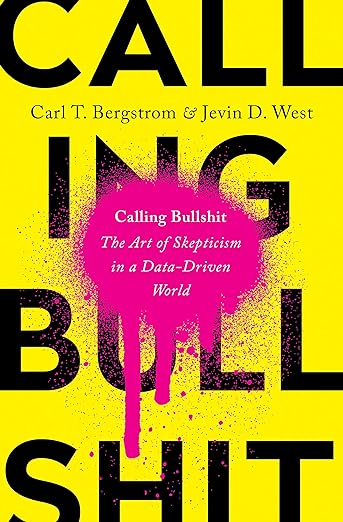 CALL
Carl T. Bergstrom & Jevin D. West
ING
Calling Bullshit
The Art of Skepticism
in a Data-Driven
World
BULL
SHIT